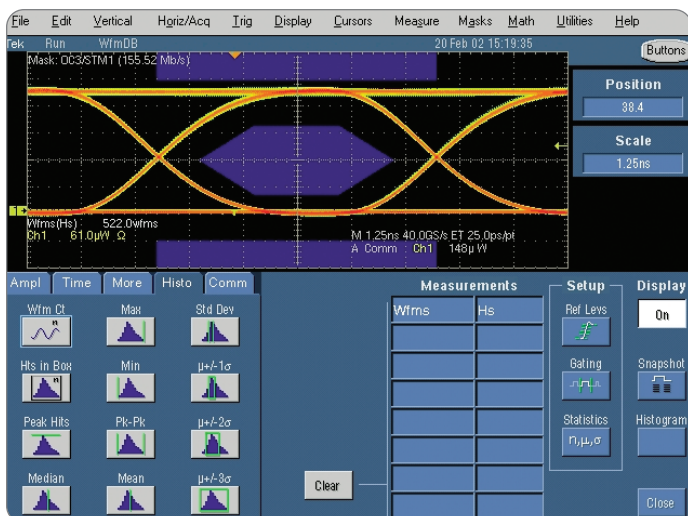 File Edit Vertical Horiz/Acq Trig Display Cursors Measure Masks Math Utilities Help
Tek Run WfmDB 20 Feb 02 15:19:35
Buttons
Mask: OC3/STM1 (155.52 Mb/s)
Position
38.4
Scale
1.25ns
1
Wfms(Hs) 522.0wfms
Ch1 61.0µW Ω
M 1.25ns 40.0GS/s ET 25.0ps/pt
A Comm Ch1 148µ W
Ampl Time More Histo Comm
Measurements
Setup
Display
Wfm Ct Max Std Dev
Wfms Hs
Ref Levs
On
n
Hts in Box Min µ+/-1σ
Gating
Snapshot
n
Peak Hits Pk-Pk µ+/-2σ
Statistics
Histogram
n,µ,σ
Median Mean µ+/-3σ
Clear
Close